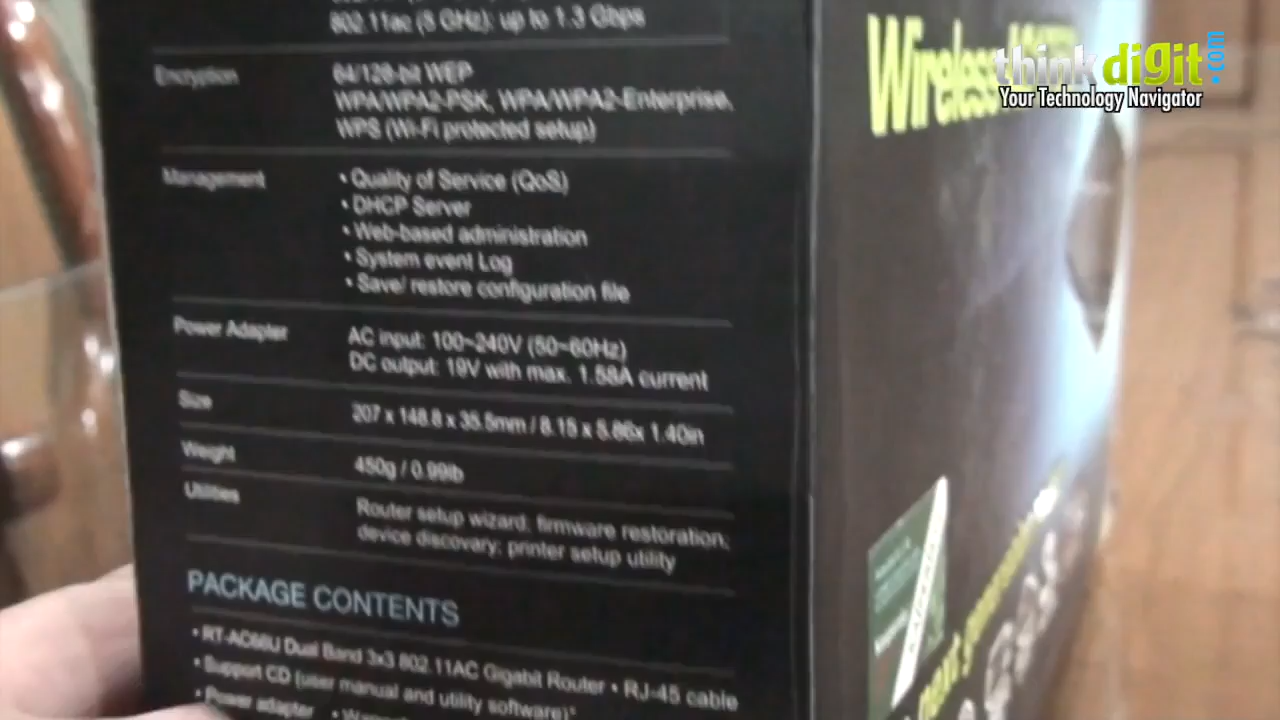 802.11ac (5 GHz): up to 1.3 Gbps
Encryption
64/128-bit WEP
WPA/WPA2-PSK, WPA/WPA2-Enterprise,
WPS (Wi-Fi protected setup)
Management
• Quality of Service (QoS)
• DHCP Server
• Web-based administration
• System event Log
• Save/ restore configuration file
Power Adapter
AC input: 100~240V (50~60Hz)
DC output: 19V with max. 1.58A current
Size
207 x 148.8 x 35.5mm / 8.15 x 5.86x 1.40in
Weight
450g / 0.99lb
Utilities
Router setup wizard; firmware restoration;
device discovery; printer setup utility
PACKAGE CONTENTS
• RT-AC66U Dual Band 3x3 802.11AC Gigabit Router • RJ-45 cable
• Support CD (user manual and utility software)*
• Power adapter •
Wireless
thinkdigit.com
Your Technology Navigator
next generation